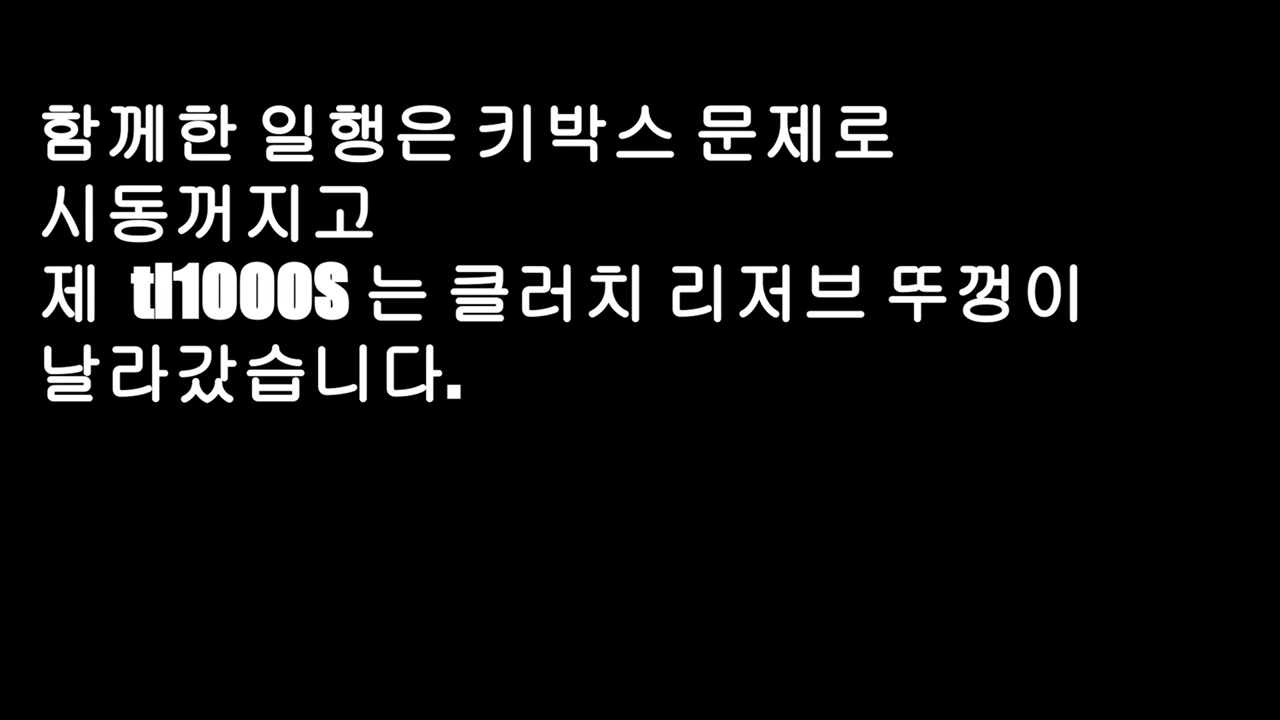 함께한 일행은 키박스 문제로
시동꺼지고
제 tl1000S 는 클러치 리저브 뚜껑이
날라갔습니다.